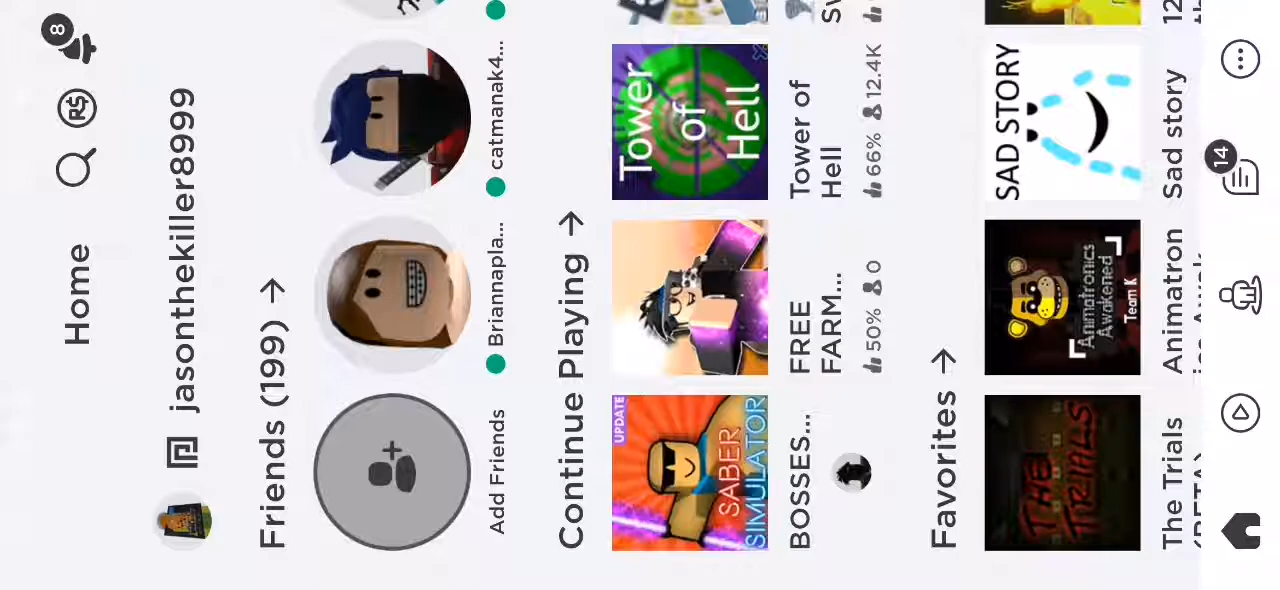 Home
R$
8
jasonthekiller89999
Friends (199) →
Add Friends
Briannapla...
catmanak4...
Continue Playing →
UPDATE
SABER
SIMULATOR
BOSSES...
FREE
FARM...
50% 0
Tower
of
Hell
Tower of
Hell
66% 12.4K
Favorites →
THE
TRIALS
The Trials
Animatronics
Awakened
Team K
Animatron
SAD STORY
Sad story
14